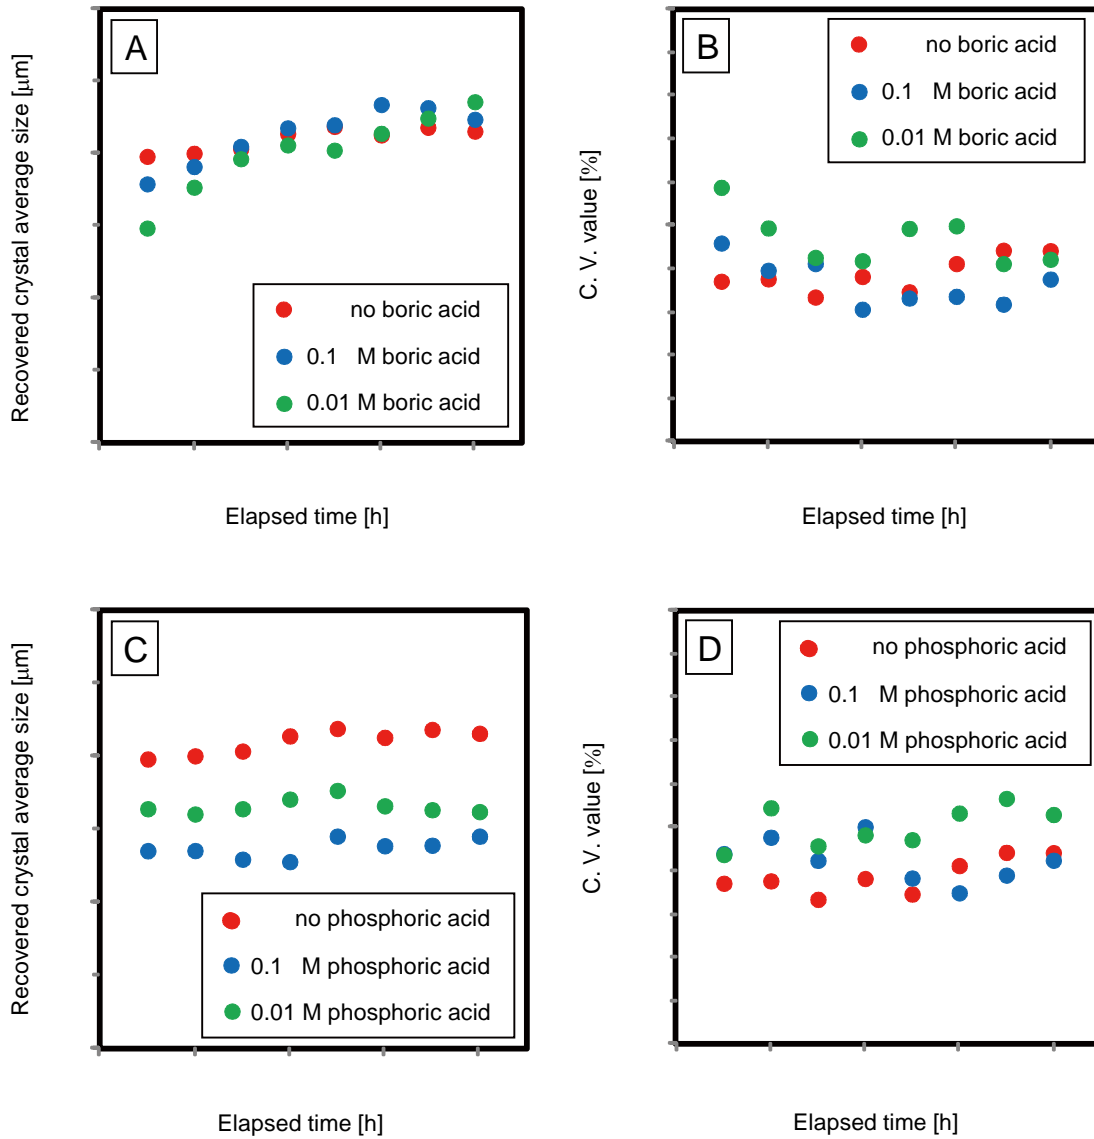 A
Recovered crystal average size [μm]
no boric acid
0.1 M boric acid
0.01 M boric acid
Elapsed time [h]
B
C. V. value [%]
no boric acid
0.1 M boric acid
0.01 M boric acid
Elapsed time [h]
C
Recovered crystal average size [μm]
no phosphoric acid
0.1 M phosphoric acid
0.01 M phosphoric acid
Elapsed time [h]
D
C. V. value [%]
no phosphoric acid
0.1 M phosphoric acid
0.01 M phosphoric acid
Elapsed time [h]